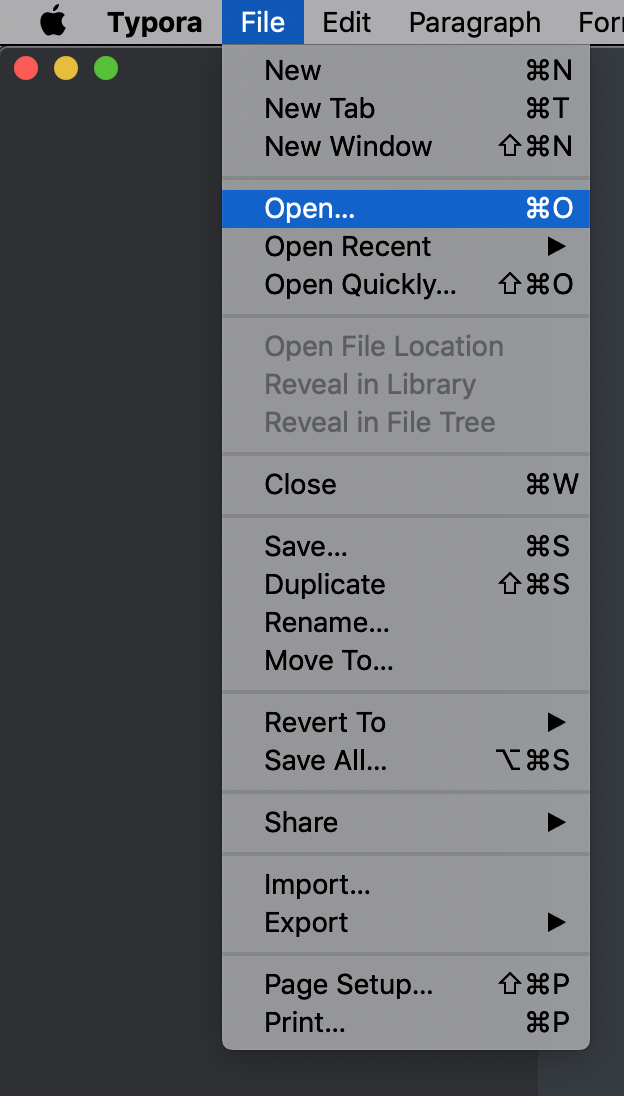 Typora File Edit Paragraph For
New ⌘N
New Tab ⌘T
New Window ⇧⌘N
Open... ⌘O
Open Recent ▶
Open Quickly... ⇧⌘O
Open File Location
Reveal in Library
Reveal in File Tree
Close ⌘W
Save... ⌘S
Duplicate ⇧⌘S
Rename...
Move To...
Revert To ▶
Save All... ⌥⌘S
Share ▶
Import...
Export ▶
Page Setup... ⇧⌘P
Print... ⌘P